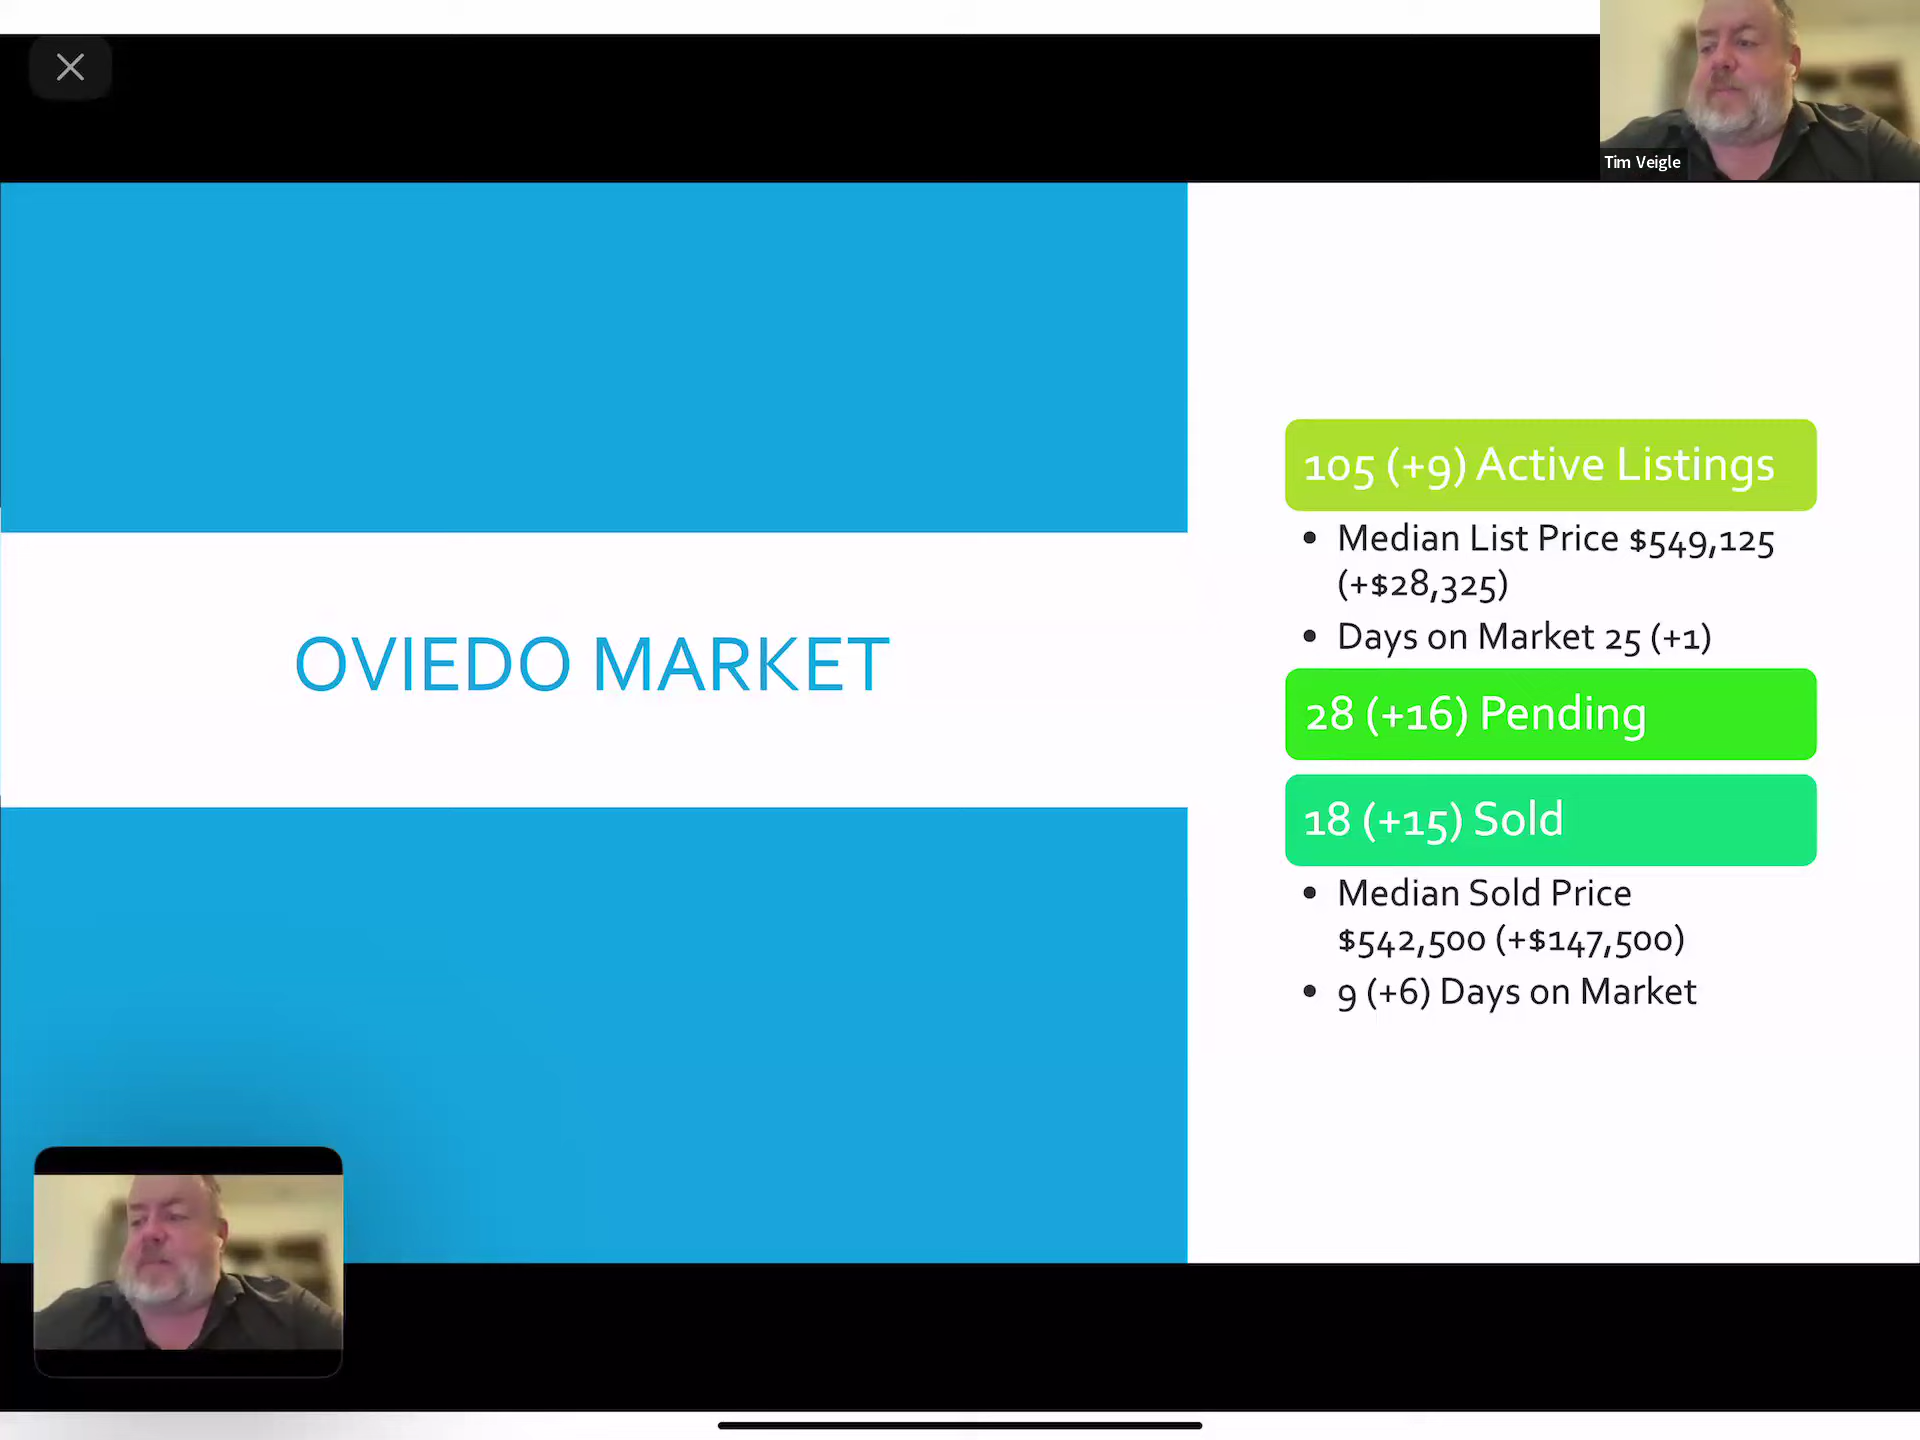 Tim Veigle
OVIEDO MARKET
105 (+9) Active Listings
• Median List Price $549,125
(+$28,325)
• Days on Market 25 (+1)
28 (+16) Pending
18 (+15) Sold
• Median Sold Price
$542,500 (+$147,500)
• 9 (+6) Days on Market